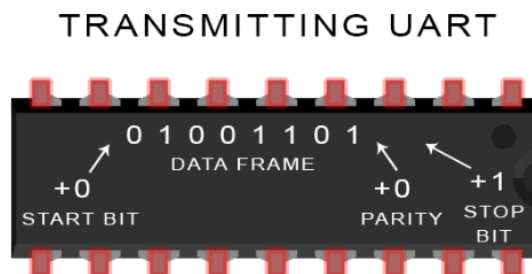 TRANSMITTING UART
0 1 0 0 1 1 0 1
DATA FRAME
+0
START BIT
+0
PARITY
+1
STOP
BIT